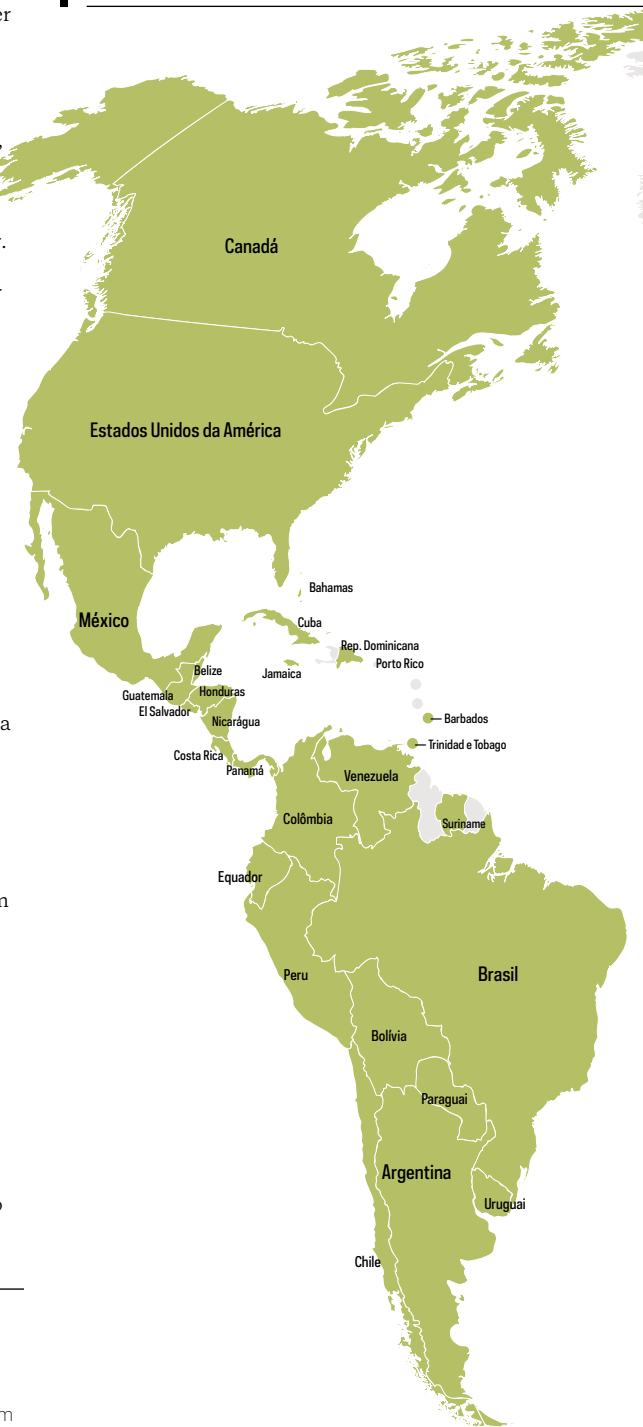 er
,
.
Canadá
Estados Unidos da América
Bahamas
México
Cuba
Rep. Dominicana
Porto Rico
Belize
Jamaica
Guatemala
Honduras
El Salvador
Nicarágua
Barbados
a
Costa Rica
Trinidad e Tobago
Panamá
Venezuela
Colômbia
Suriname
Equador
Peru
Brasil
Bolívia
Paraguai
Argentina
o
Uruguai
Chile
m